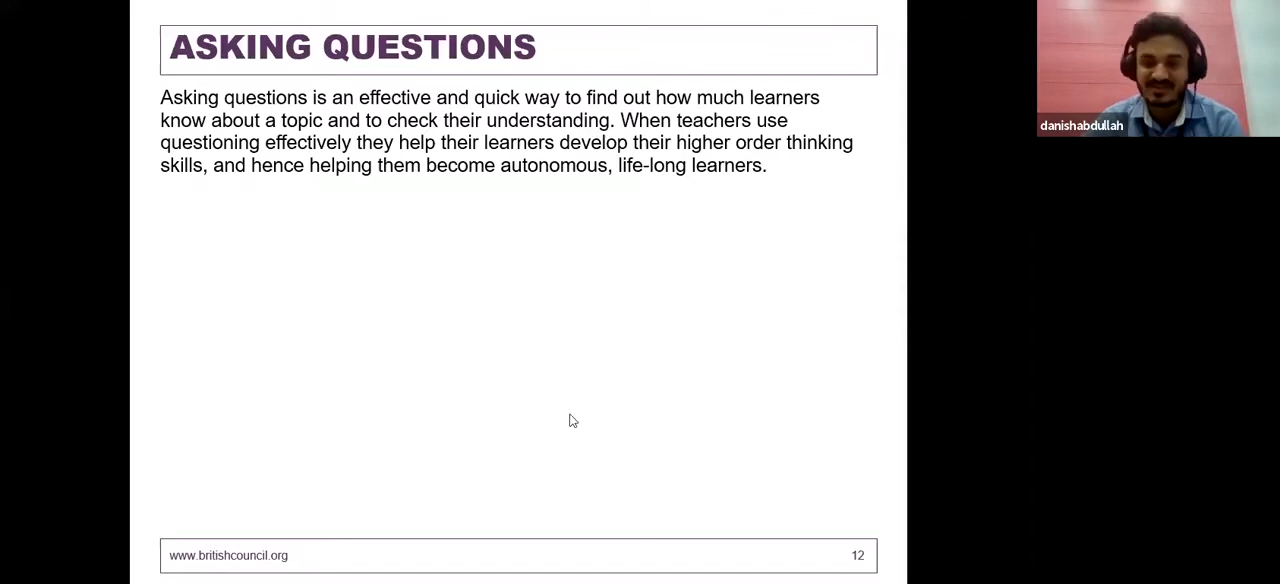 ASKING QUESTIONS
Asking questions is an effective and quick way to find out how much learners
know about a topic and to check their understanding. When teachers use
questioning effectively they help their learners develop their higher order thinking
skills, and hence helping them become autonomous, life-long learners.
www.britishcouncil.org
12
danishabdullah